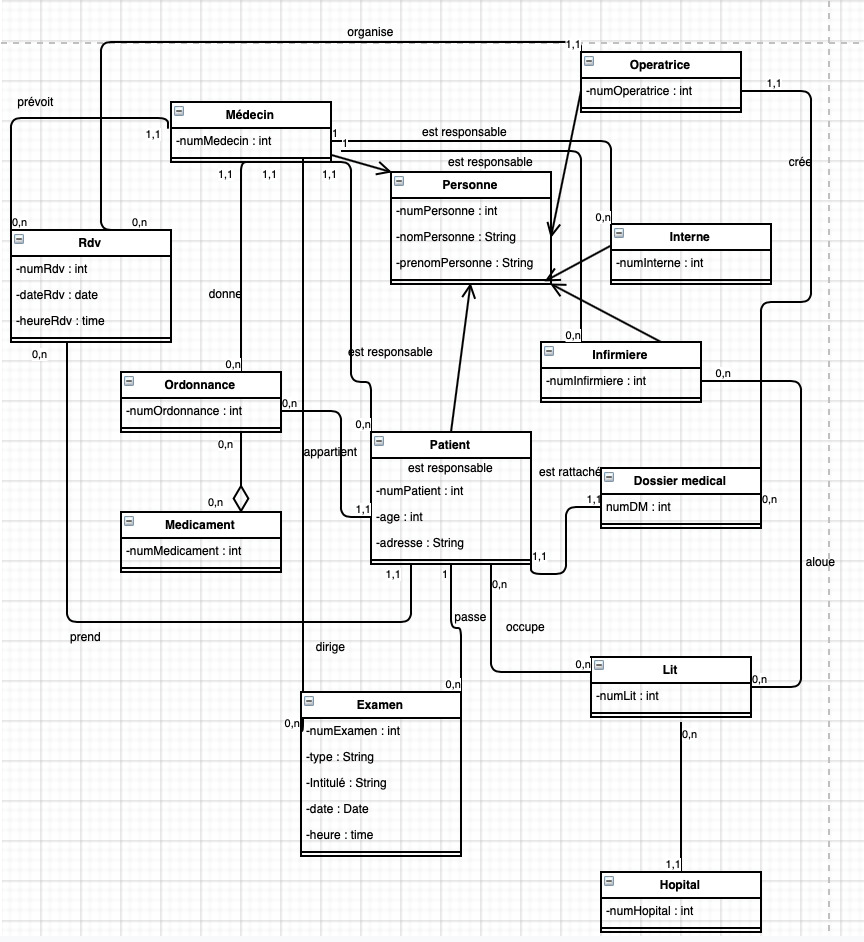 organise
1,1
Operatrice
-numOperatrice : int
1,1
prévoit
Médecin
-numMedecin : int
1,1
1
est responsable
1
est responsable
crée
1,1
1,1
1,1
Personne
-numPersonne : int
-nomPersonne : String
-prenomPersonne : String
0,n
0,n
0,n
Rdv
-numRdv : int
-dateRdv : date
-heureRdv : time
0,n
Interne
-numInterne : int
donne
0,n
est responsable
0,n
Infirmiere
-numInfirmiere : int
0,n
Ordonnance
-numOrdonnance : int
0,n
0,n
appartient
0,n
Patient
est responsable
-numPatient : int
-age : int
-adresse : String
1,1
est rattaché
1,1
Dossier medical
numDM : int
0,n
0,n
Medicament
-numMedicament : int
1,1
aloue
1,1
1
0,n
passe
occupe
prend
dirige
0,n
Lit
-numLit : int
0,n
0,n
0,n
Examen
-numExamen : int
-type : String
-Intitulé : String
-date : Date
-heure : time
0,n
1,1
Hopital
-numHopital : int